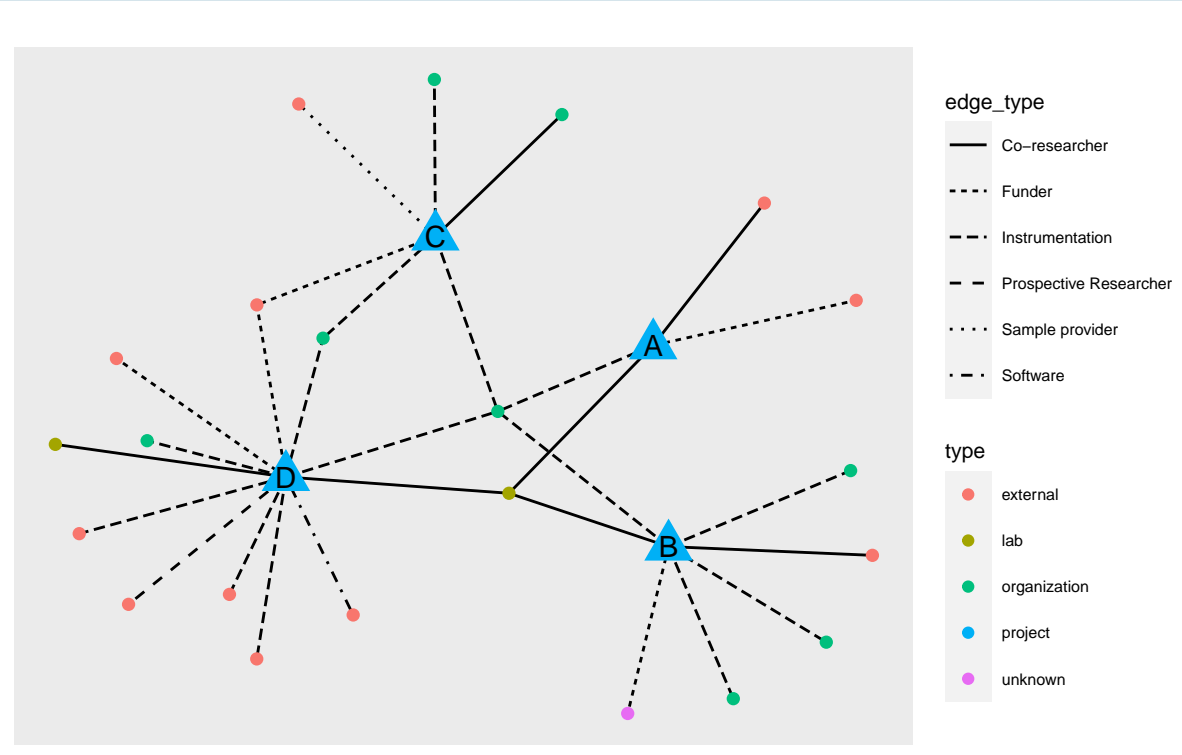 edge_type
Co−researcher
Funder
Instrumentation
Prospective Researcher
Sample provider
Software
C
A
D
B
type
external
lab
organization
project
unknown